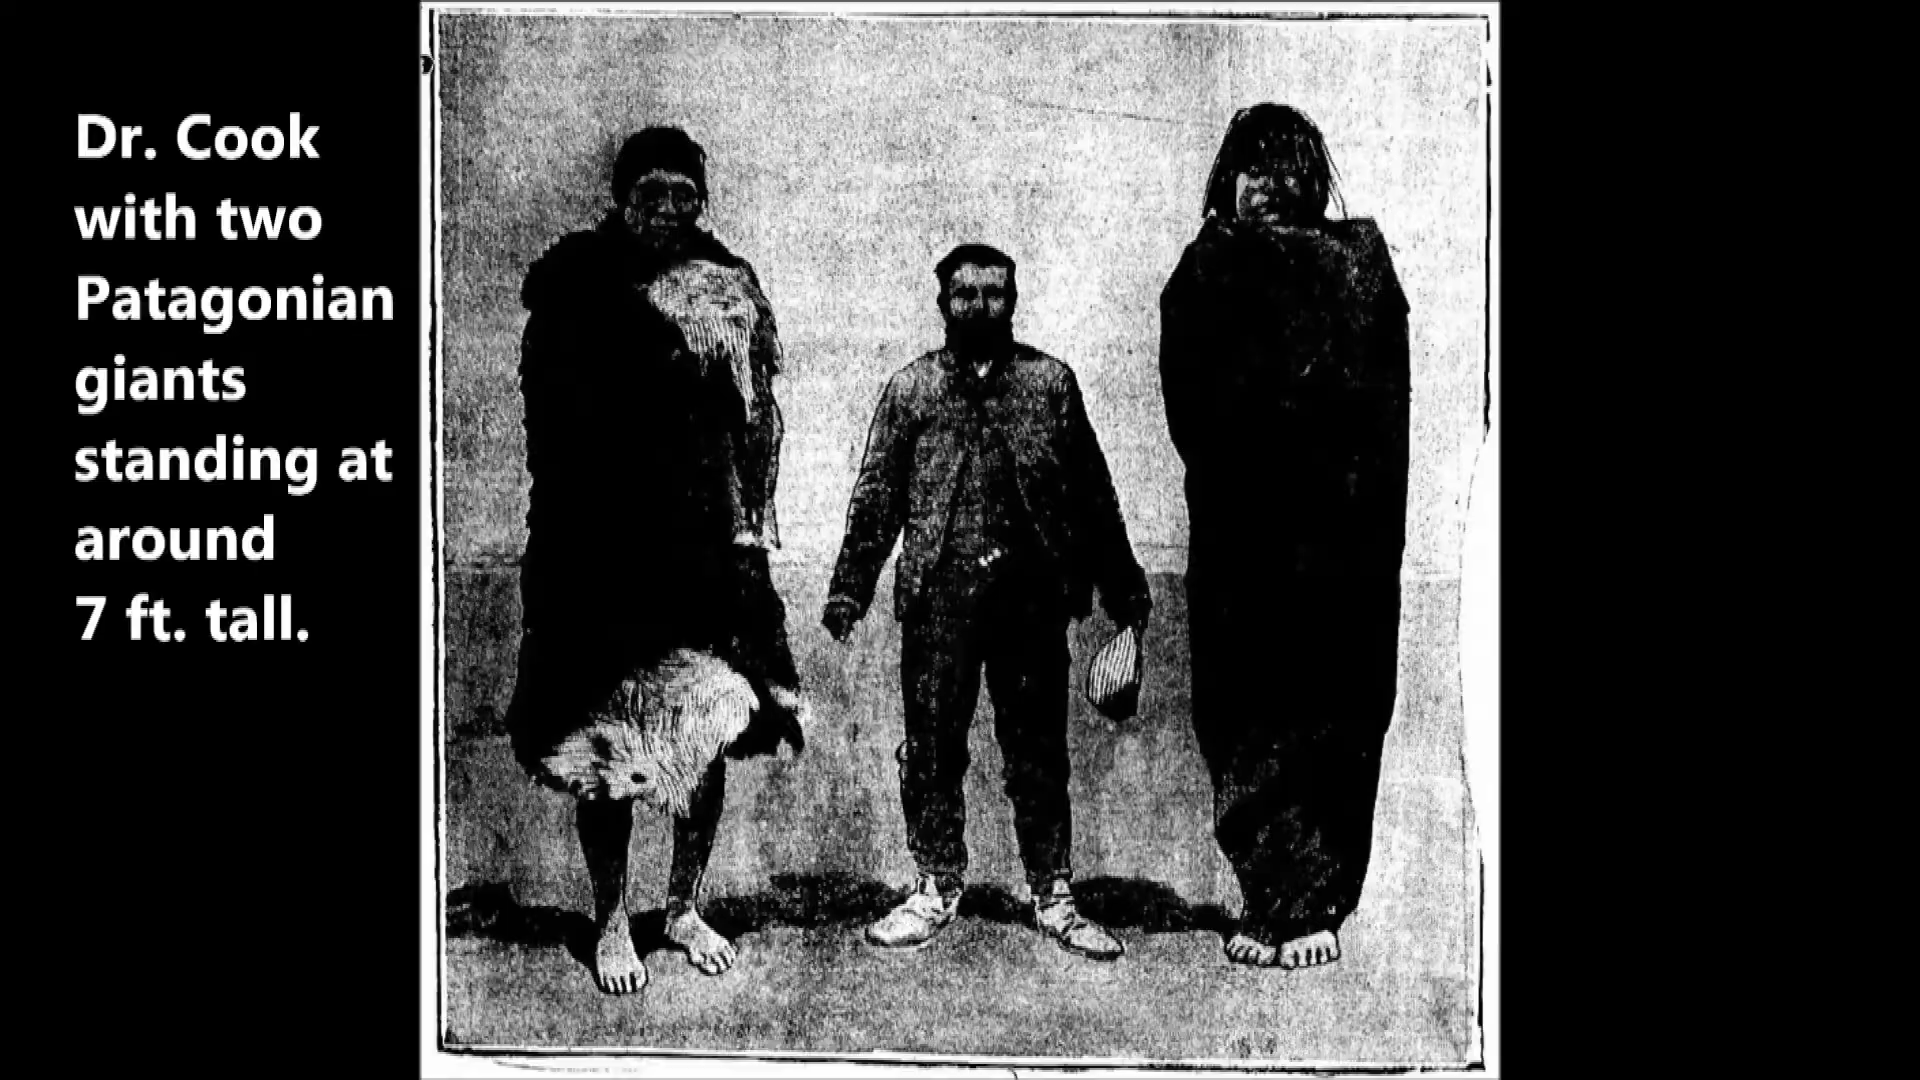 Dr. Cook
with two
Patagonian
giants
standing at
around
7 ft. tall.